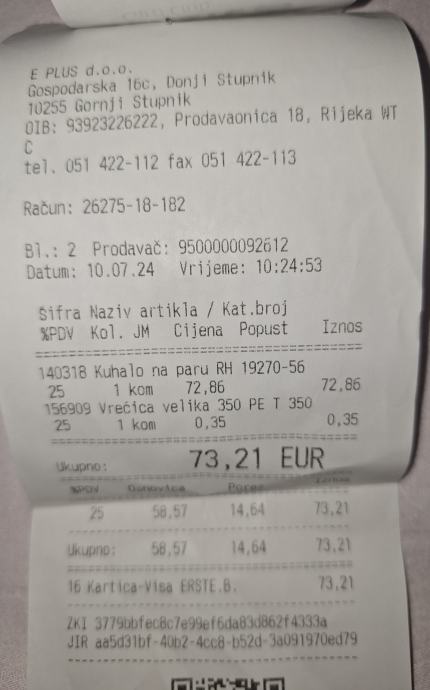 E PLUS d.o.o.
Gospodarska 16c, Donji Stupnik
10255 Gornji Stupnik
OIB: 93923226222, Prodavaonica 18, Rijeka WT
C
tel. 051 422-112 fax 051 422-113
Račun: 26275-18-182
Bl.: 2 Prodavač: 9500000092612
Datum: 10.07.24 Vrijeme: 10:24:53
Šifra Naziv artikla / Kat.broj
%PDV Kol. JM Cijena Popust Iznos
140318 Kuhalo na paru RH 19270-56
25 1 kom 72,86 72,86
156909 Vrećica velika 350 PE T 350
25 1 kom 0,35 0,35
Ukupno: 73,21 EUR
%PDV Osnovica Porez Iznos
25 58,57 14,64 73,21
Ukupno: 58,57 14,64 73,21
16 Kartica-Visa ERSTE.B. 73,21
ZKI 3779bbfec8c7e99ef6da83d862f4333a
JIR aa5d31bf-40b2-4cc8-b52d-3a091970ed79